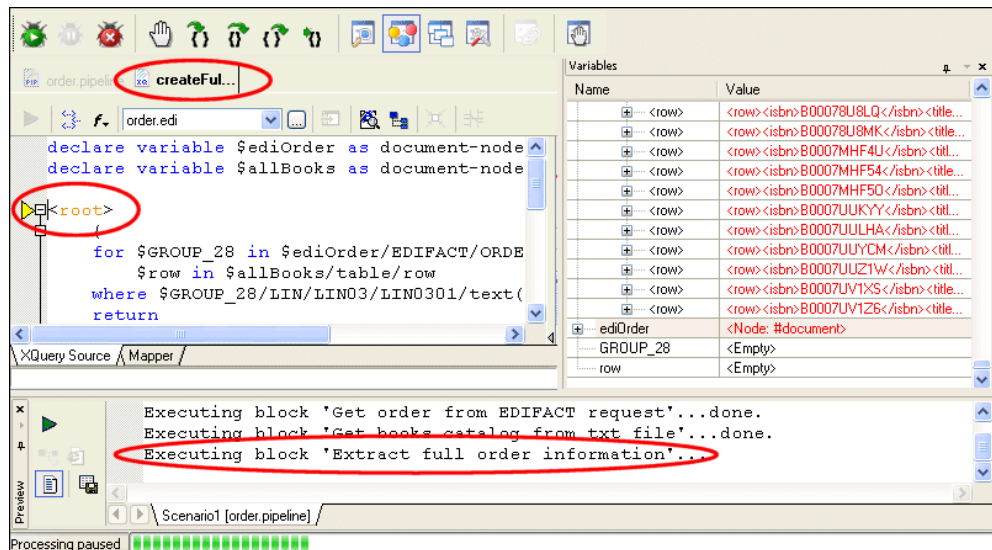 order.pipeline createFul...
order.edi
declare variable $ediOrder as document-node
declare variable $allBooks as document-node
<root>
{
for $GROUP_28 in $ediOrder/EDIFACT/ORDE
$row in $allBooks/table/row
where $GROUP_28/LIN/LIN03/LIN0301/text(
return
XQuery Source Mapper
Variables
Name Value
<row> <row><isbn>B00078U8LQ</isbn><title...
<row> <row><isbn>B00078U8MK</isbn><title...
<row> <row><isbn>B0007MHF4U</isbn><titl...
<row> <row><isbn>B0007MHF54</isbn><title...
<row> <row><isbn>B0007MHF5O</isbn><titl...
<row> <row><isbn>B0007UUKYY</isbn><titl...
<row> <row><isbn>B0007UULHA</isbn><titl...
<row> <row><isbn>B0007UUYCM</isbn><titl...
<row> <row><isbn>B0007UUZ1W</isbn><titl...
<row> <row><isbn>B0007UV1XS</isbn><title...
<row> <row><isbn>B0007UV1Z6</isbn><title...
ediOrder <Node: #document>
GROUP_28 <Empty>
row <Empty>
Executing block 'Get order from EDIFACT request'...done.
Executing block 'Get books catalog from txt file'...done.
Executing block 'Extract full order information'...
Preview
Scenario1 [order.pipeline]
Processing paused